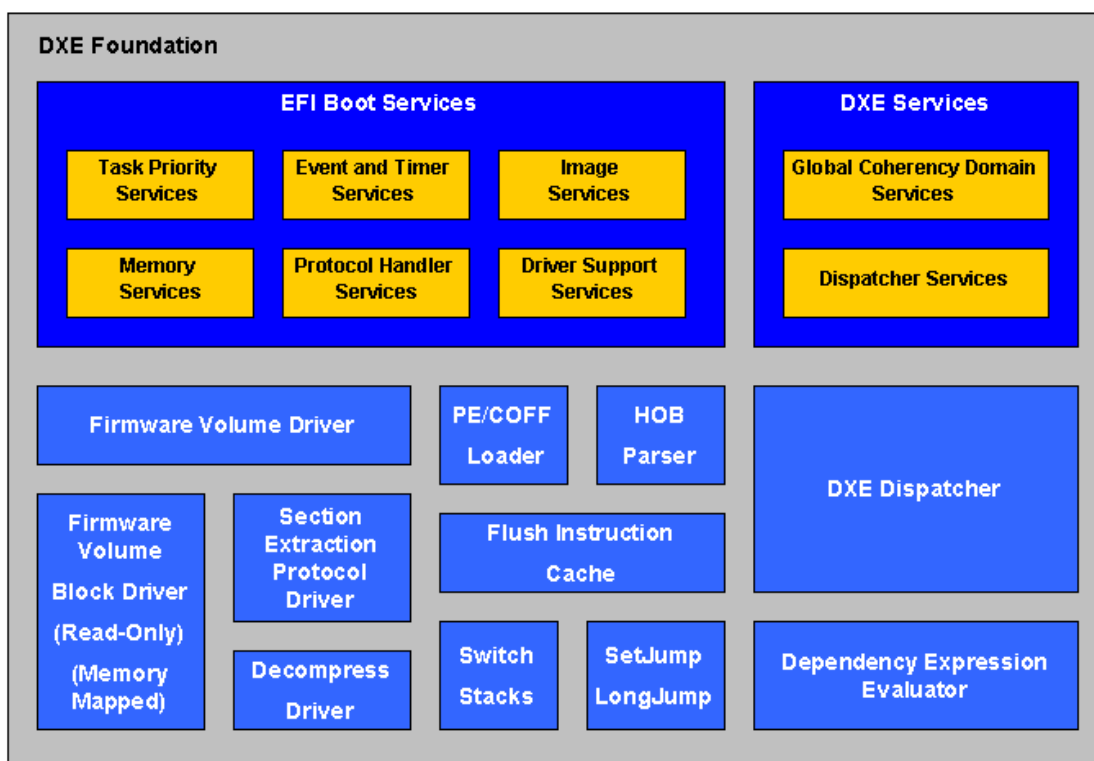 DXE Foundation
EFI Boot Services
Task Priority
Services
Event and Timer
Services
Image
Services
Memory
Services
Protocol Handler
Services
Driver Support
Services
DXE Services
Global Coherency Domain
Services
Dispatcher Services
Firmware Volume Driver
PE/COFF
Loader
HOB
Parser
DXE Dispatcher
Firmware
Volume
Block Driver
(Read-Only)
(Memory
Mapped)
Section
Extraction
Protocol
Driver
Flush Instruction
Cache
Decompress
Driver
Switch
Stacks
SetJump
LongJump
Dependency Expression
Evaluator